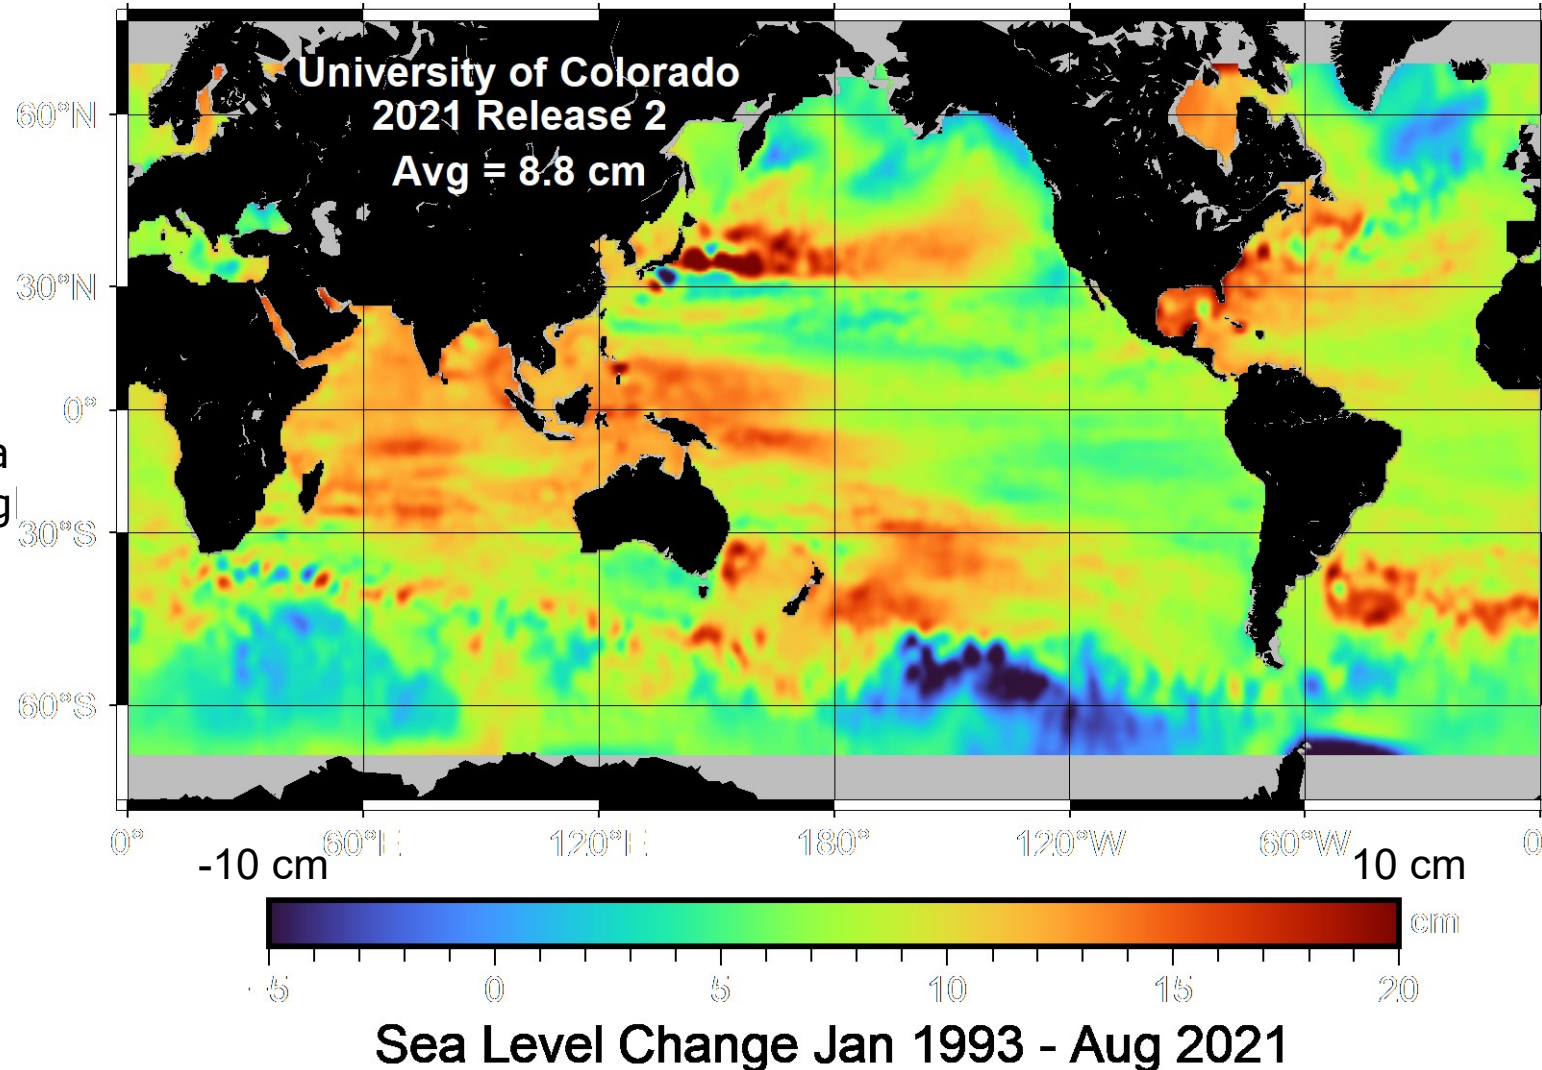 University of Colorado
2021 Release 2
Avg = 8.8 cm
60°N
30°N
0°
a
g
30°S
60°S
0° 60°E 120°E 180° 120°W 60°W 0
-10 cm 10 cm
cm
-5 0 5 10 15 20
Sea Level Change Jan 1993 - Aug 2021